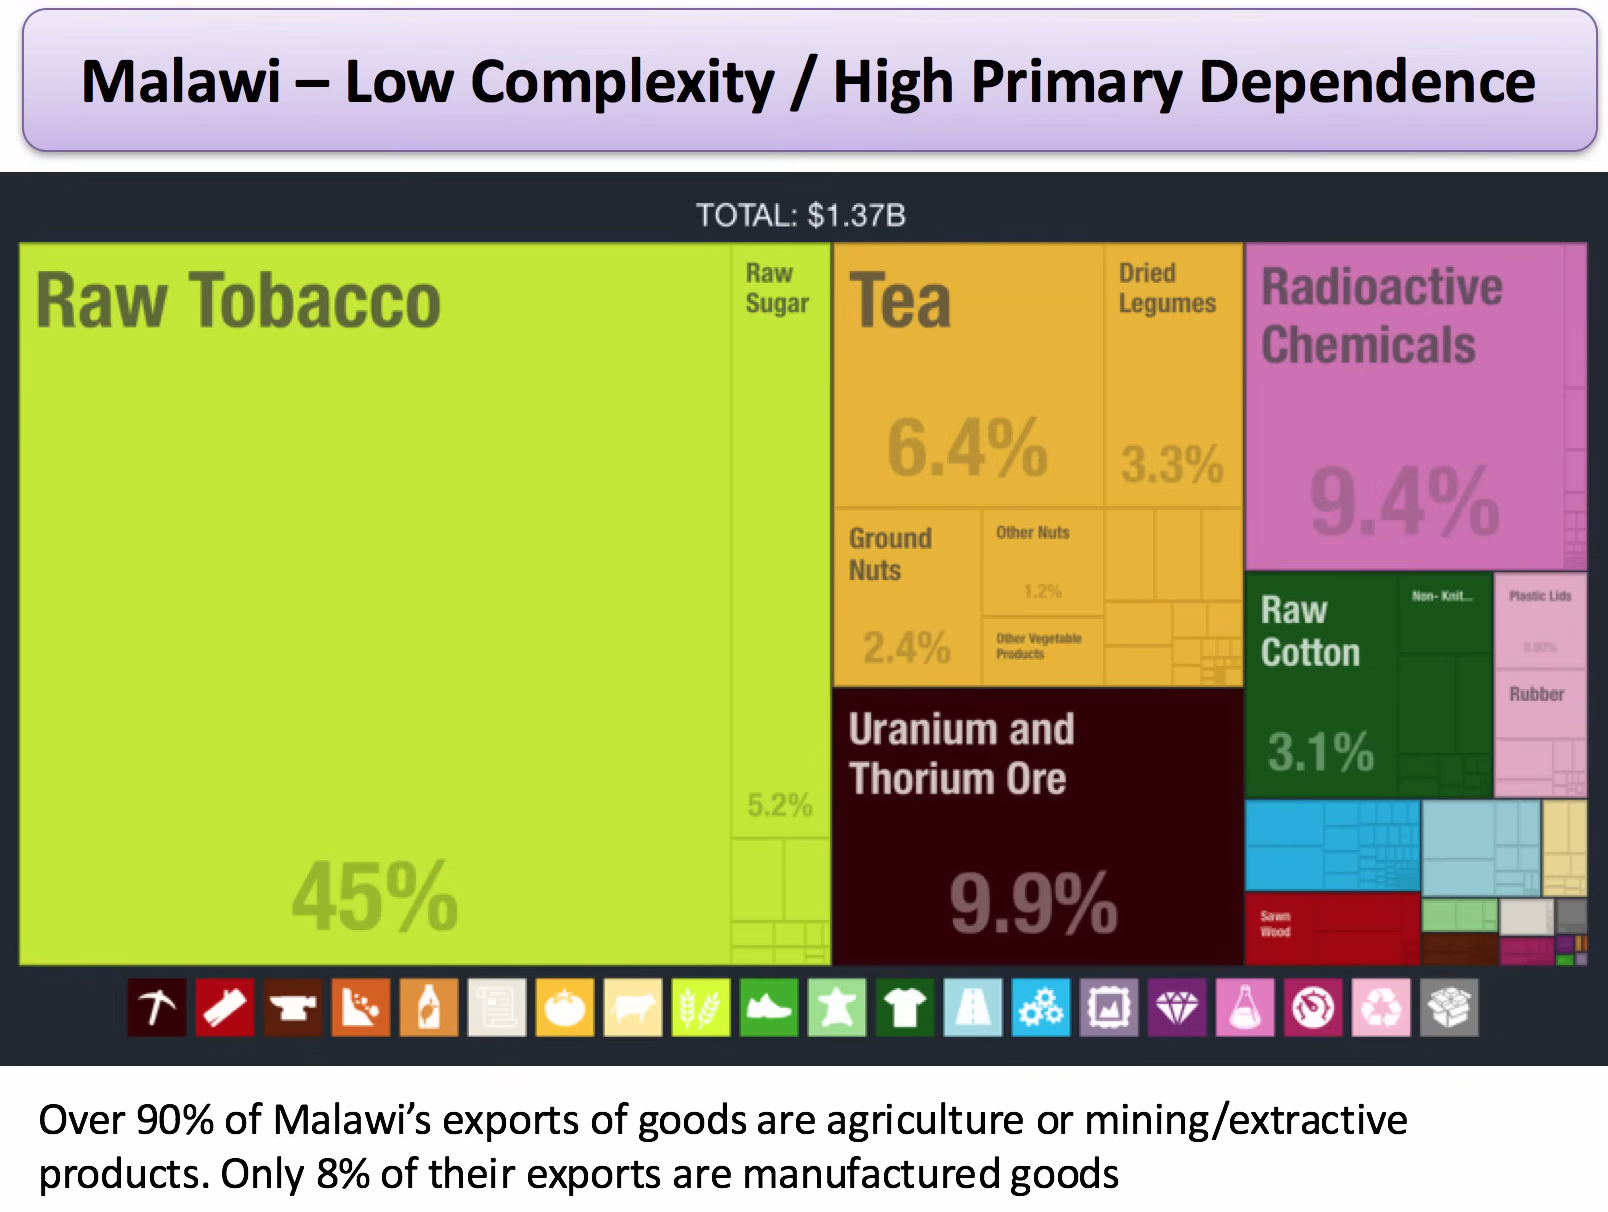 Malawi – Low Complexity / High Primary Dependence
TOTAL: $1.37B
Raw Tobacco
45%
Raw
Sugar
5.2%
Tea
6.4%
Dried
Legumes
3.3%
Ground
Nuts
2.4%
Other Nuts
1.2%
Other Vegetable
Products
Uranium and
Thorium Ore
9.9%
Radioactive
Chemicals
9.4%
Raw
Cotton
3.1%
Non- Knit...
Plastic Lids
Rubber
Sawn
Wood
Over 90% of Malawi’s exports of goods are agriculture or mining/extractive
products. Only 8% of their exports are manufactured goods